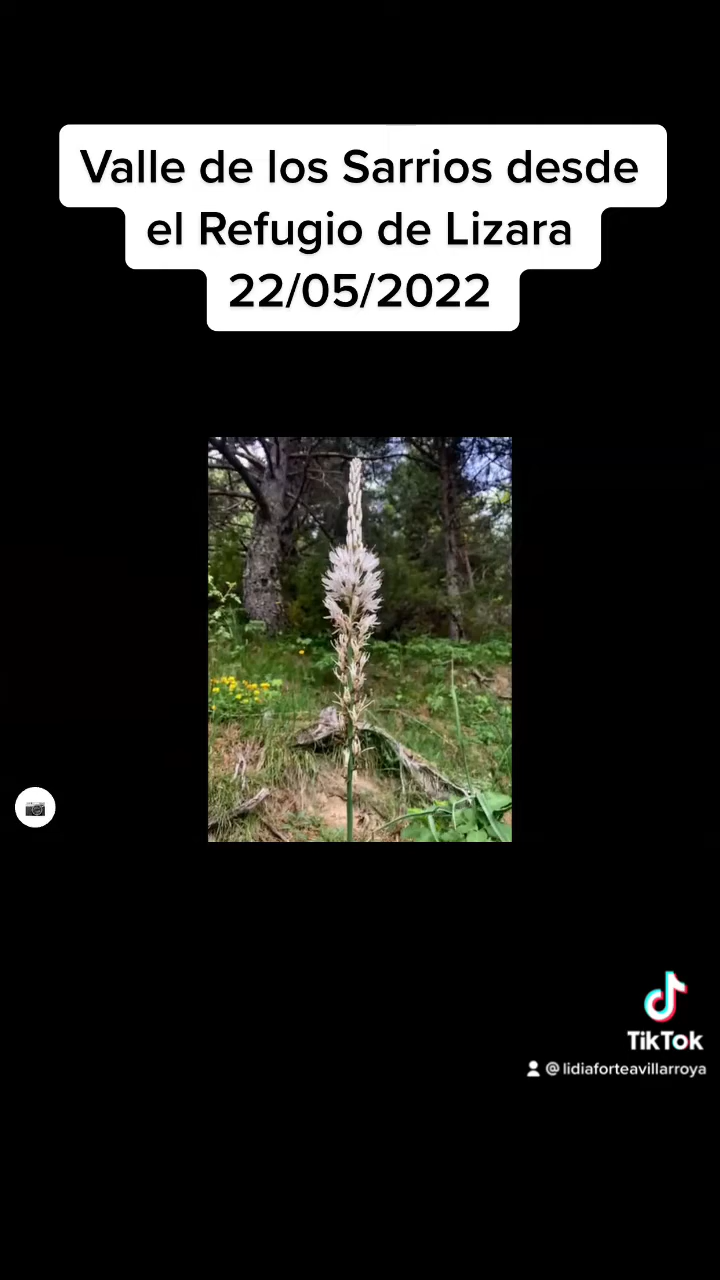 Valle de los Sarrios desde
el Refugio de Lizara
22/05/2022
TikTok
@lidiaforteavillarroya